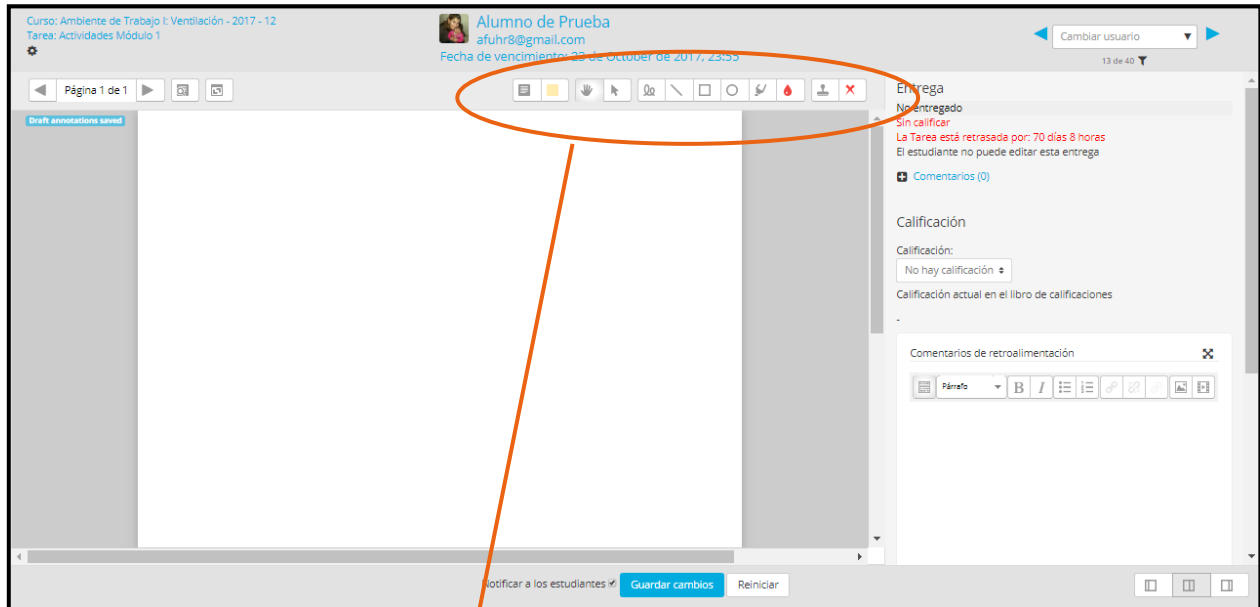 Curso: Ambiente de Trabajo I: Ventilación - 2017 - 12
Tarea: Actividades Módulo 1
Alumno de Prueba
afuhr8@gmail.com
Fecha de vencimiento: 23 de October de 2017, 23:55
Cambiar usuario
13 de 40
Página 1 de 1
Draft annotations saved
Entrega
No entregado
Sin calificar
La Tarea está retrasada por: 70 días 8 horas
El estudiante no puede editar esta entrega
Comentarios (0)
Calificación
Calificación:
No hay calificación
Calificación actual en el libro de calificaciones
-
Comentarios de retroalimentación
Párrafo B I
Notificar a los estudiantes Guardar cambios Reiniciar